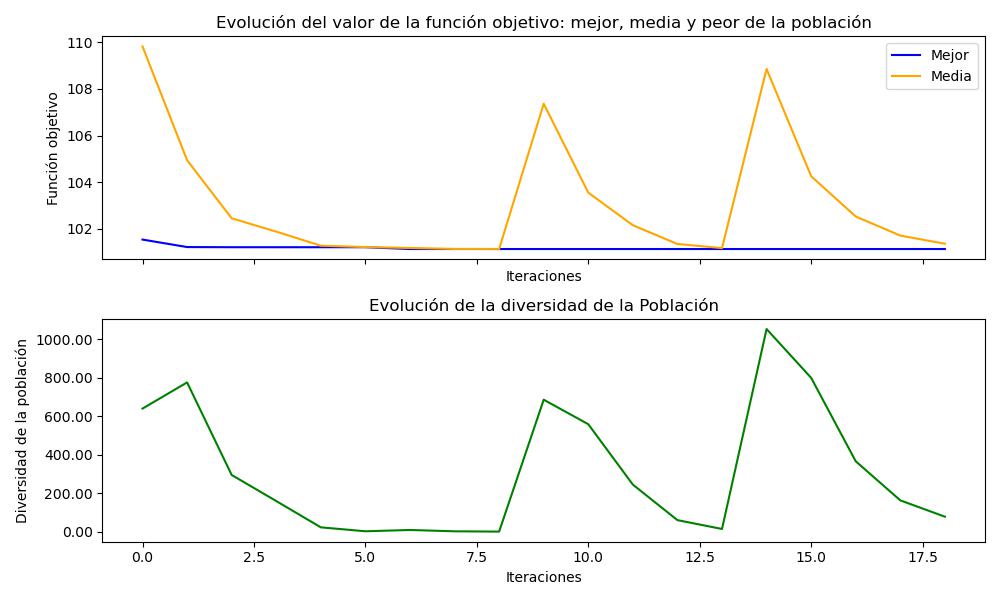 Evolución del valor de la función objetivo: mejor, media y peor de la población
110
108
106
104
102
Función objetivo
Mejor
Media
Iteraciones
Evolución de la diversidad de la Población
1000.00
800.00
600.00
400.00
200.00
0.00
Diversidad de la población
0.0 2.5 5.0 7.5 10.0 12.5 15.0 17.5
Iteraciones